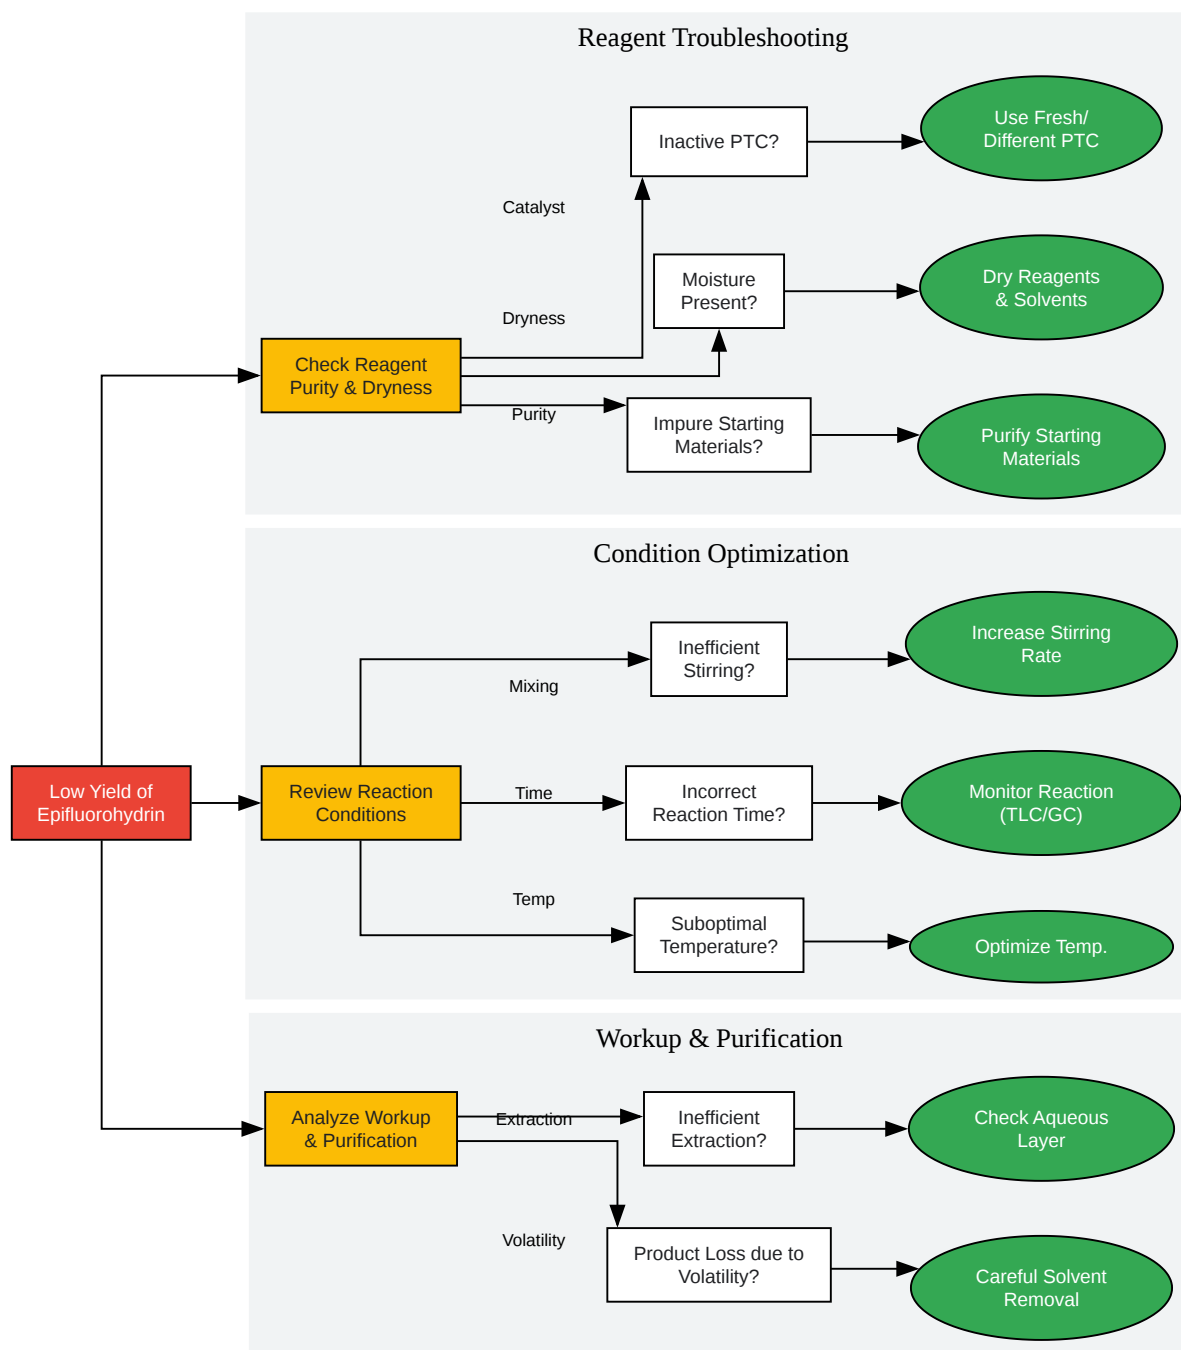 Reagent Troubleshooting
Inactive PTC?
Use Fresh/
Different PTC
Catalyst
Moisture
Present?
Dry Reagents
& Solvents
Dryness
Check Reagent
Purity & Dryness
Purity
Impure Starting
Materials?
Purify Starting
Materials
Condition Optimization
Inefficient
Stirring?
Increase Stirring
Rate
Mixing
Low Yield of
Epifluorohydrin
Review Reaction
Conditions
Time
Incorrect
Reaction Time?
Monitor Reaction
(TLC/GC)
Temp
Suboptimal
Temperature?
Optimize Temp.
Workup & Purification
Analyze Workup
& Purification
Extraction
Inefficient
Extraction?
Check Aqueous
Layer
Volatility
Product Loss due to
Volatility?
Careful Solvent
Removal